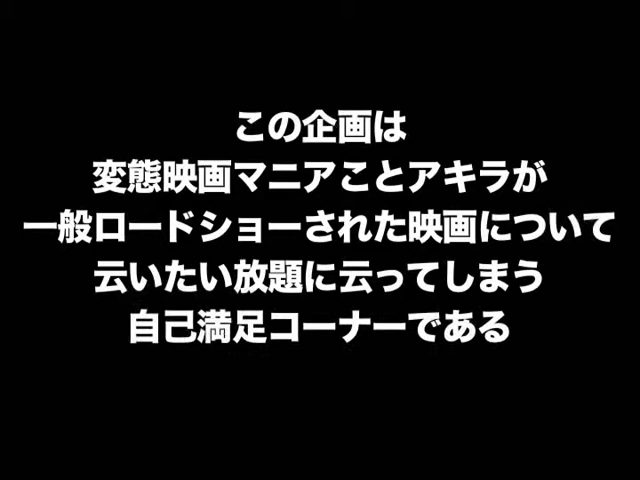 この企画は
変態映画マニアことアキラが
一般ロードショーされた映画について
云いたい放題に云ってしまう
自己満足コーナーである